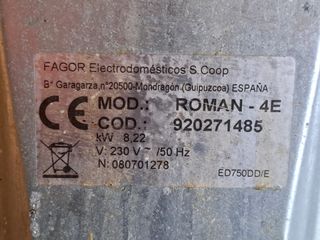 FAGOR Electrodomésticos S.Coop
Bº Garagarza,nº20500-Mondragón (Guipuzcoa) ESPAÑA
CE MOD.: ROMAN - 4E
COD.: 920271485
kW 8,22
V: 230 V ~ /50 Hz
N: 080701278
ED750DD/E